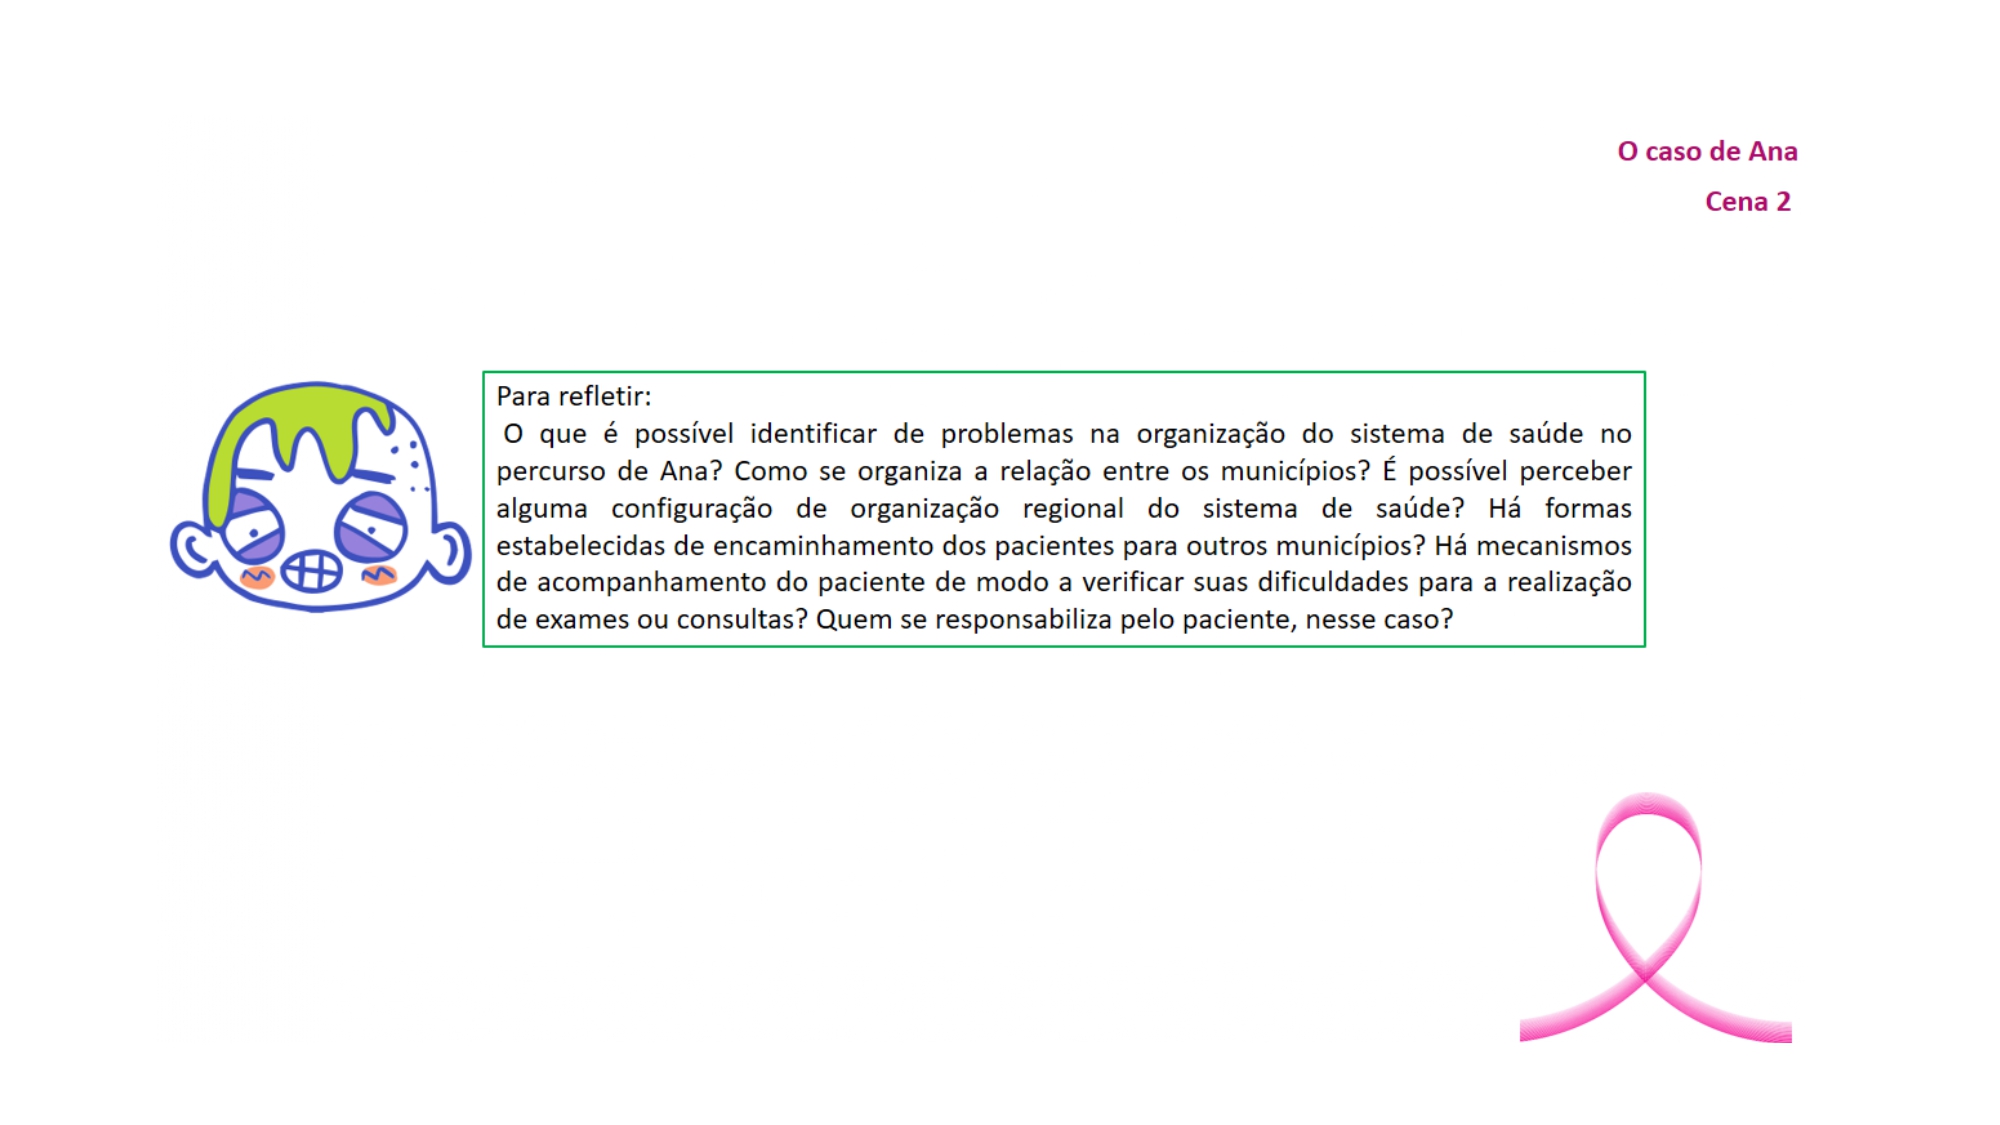 O caso de Ana
Cena 2
Para refletir:
O que é possível identificar de problemas na organização do sistema de saúde no
percurso de Ana? Como se organiza a relação entre os municípios? É possível perceber
alguma configuração de organização regional do sistema de saúde? Há formas
estabelecidas de encaminhamento dos pacientes para outros municípios? Há mecanismos
de acompanhamento do paciente de modo a verificar suas dificuldades para a realização
de exames ou consultas? Quem se responsabiliza pelo paciente, nesse caso?